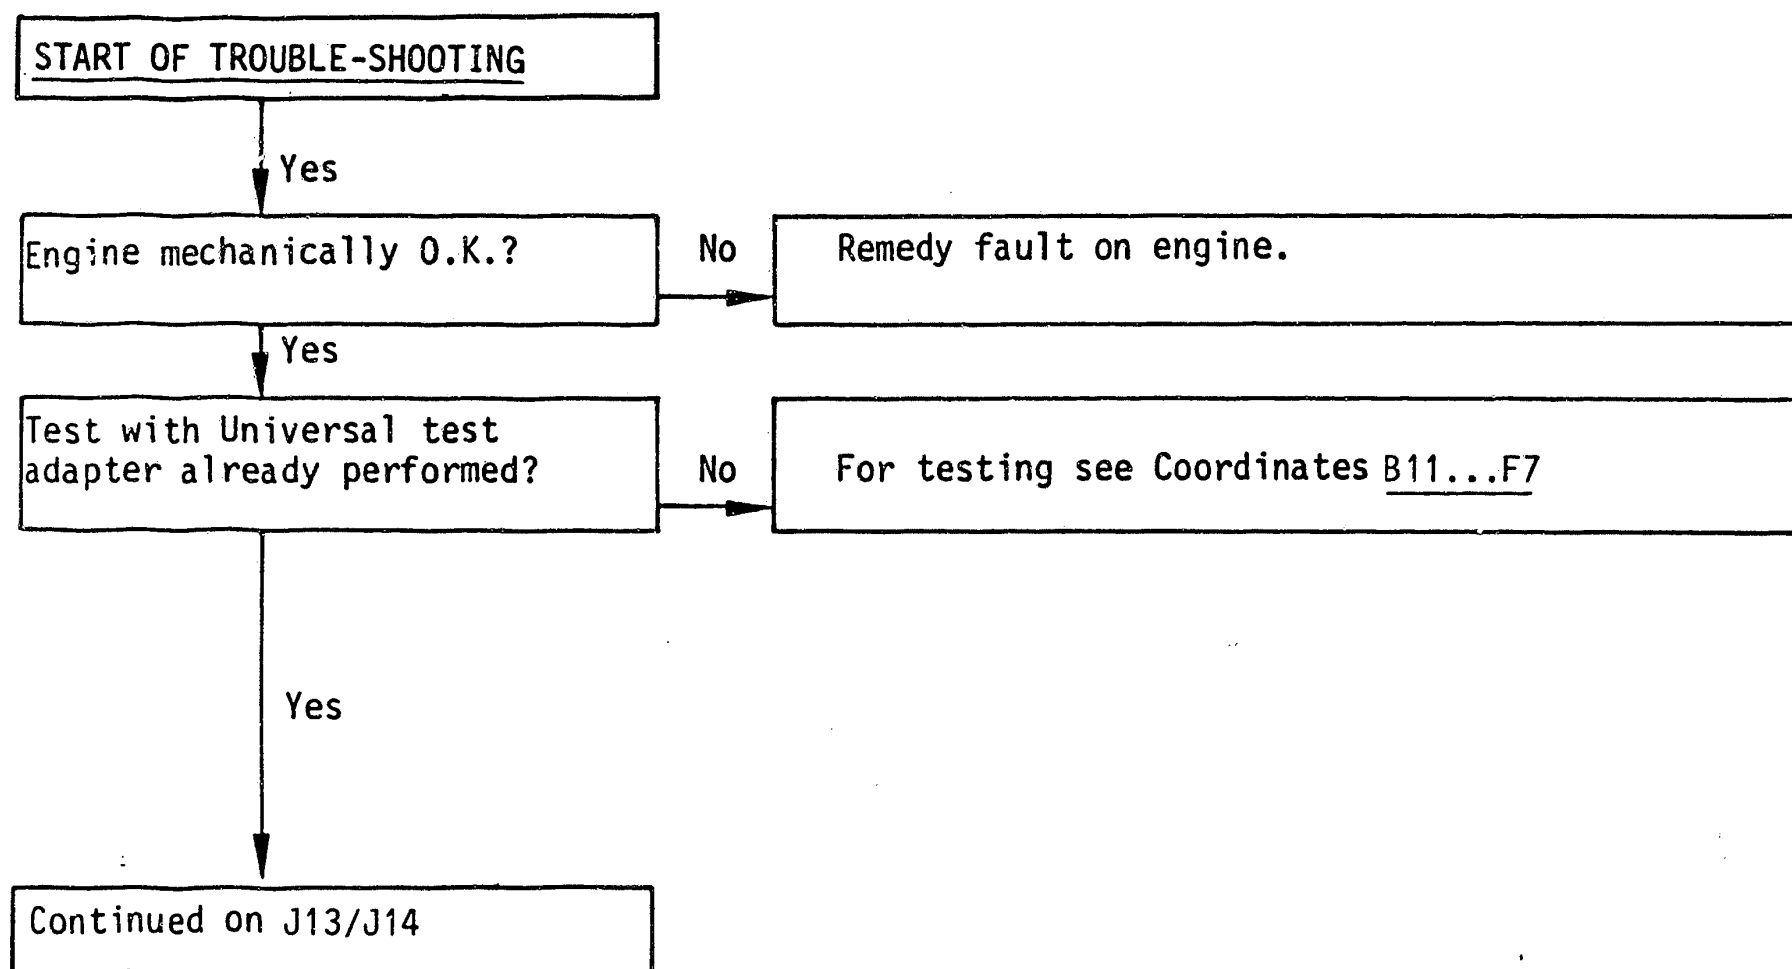 START OF TROUBLE-SHOOTING
Yes
Engine mechanically O.K.?
No
Remedy fault on engine.
Yes
Test with Universal test
adapter already performed?
No
For testing see Coordinates B11...F7
Yes
Continued on J13/J14